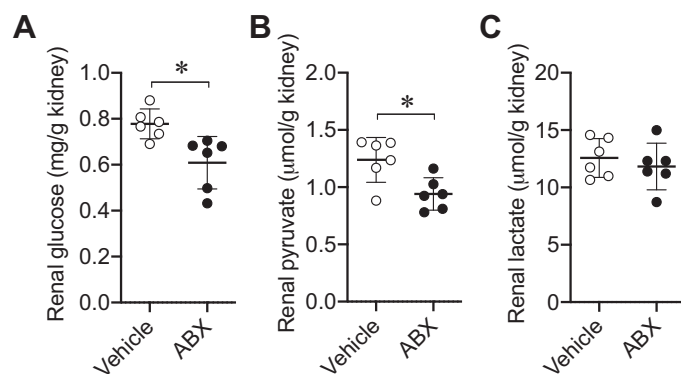 A
Renal glucose (mg/g kidney)
1.0
0.8
0.6
0.4
0.2
0.0
*
Vehicle
ABX
B
Renal pyruvate (μmol/g kidney)
2.0
1.5
1.0
0.5
0.0
*
Vehicle
ABX
C
Renal lactate (μmol/g kidney)
20
15
10
5
0
Vehicle
ABX